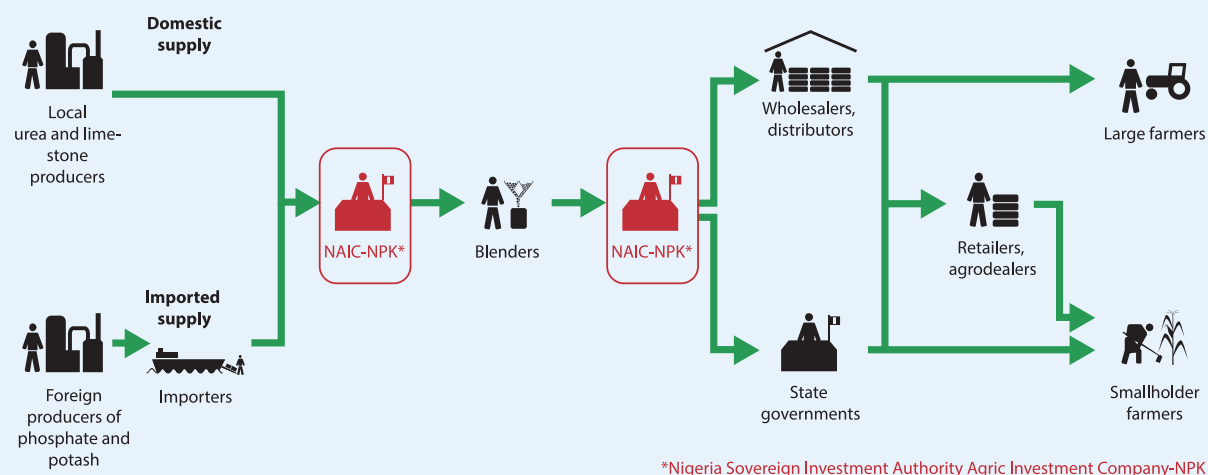 Domestic
supply
Local
urea and lime-
stone
producers
Imported
supply
Foreign
producers of
phosphate and
potash
Importers
NAIC-NPK*
Blenders
NAIC-NPK*
Wholesalers,
distributors
State
governments
Retailers,
agrodealers
Large farmers
Smallholder
farmers
*Nigeria Sovereign Investment Authority Agric Investment Company-NPK